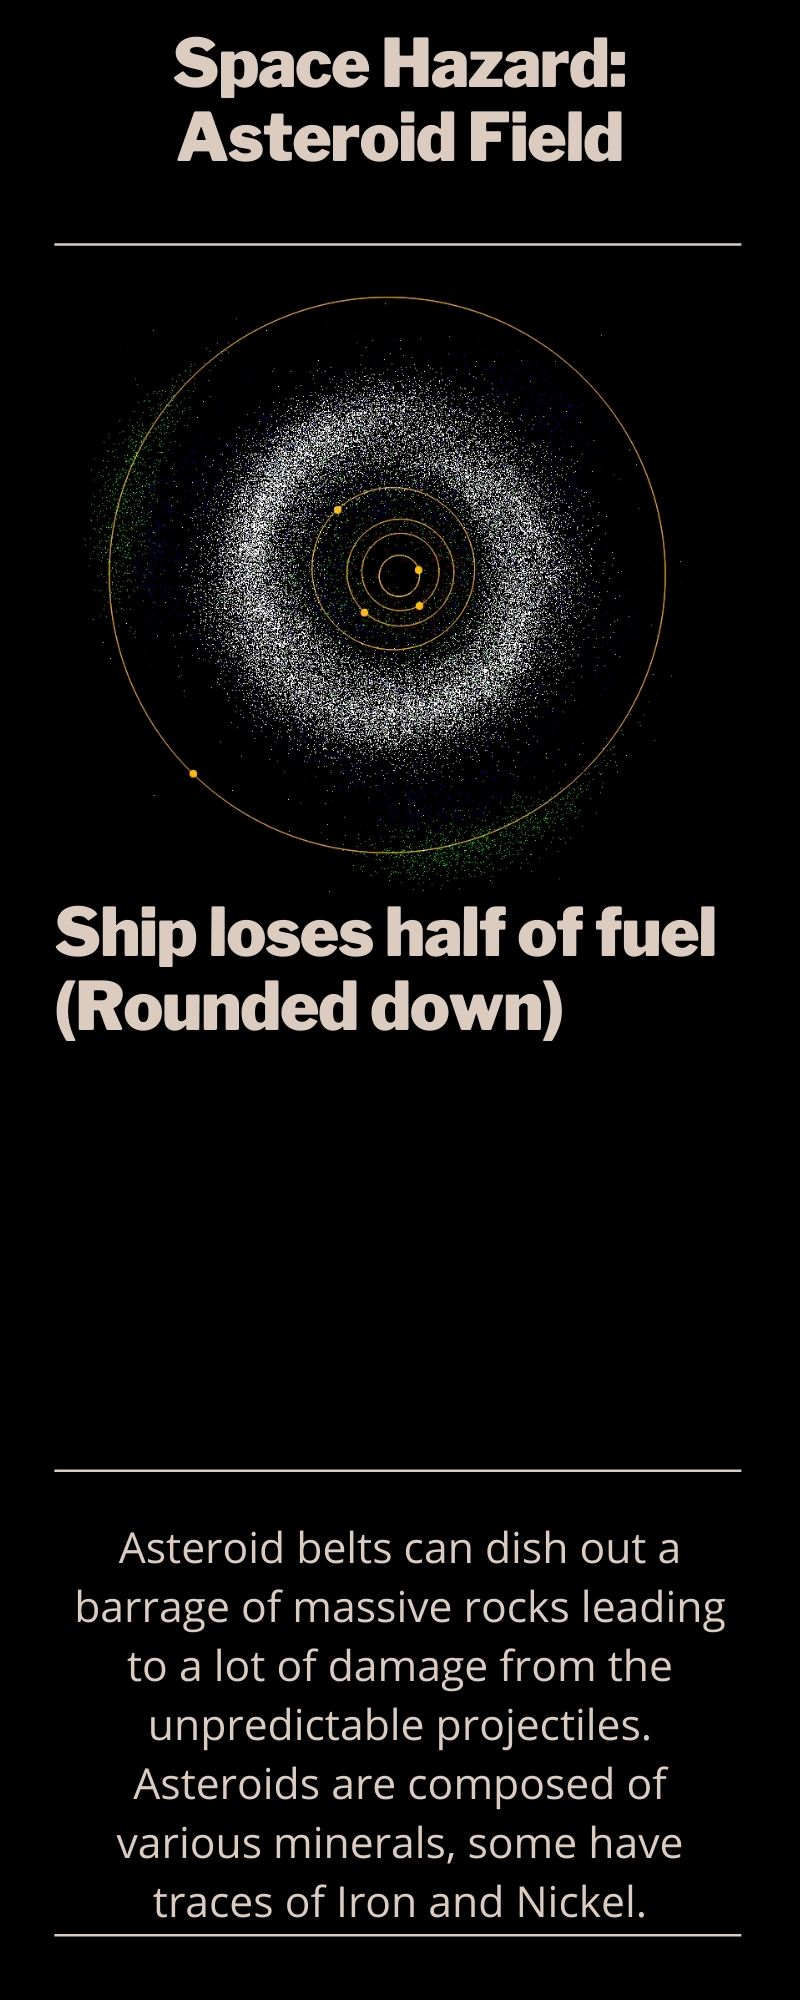 Space Hazard:
Asteroid Field
Ship loses half of fuel
(Rounded down)
Asteroid belts can dish out a
barrage of massive rocks leading
to a lot of damage from the
unpredictable projectiles.
Asteroids are composed of
various minerals, some have
traces of Iron and Nickel.